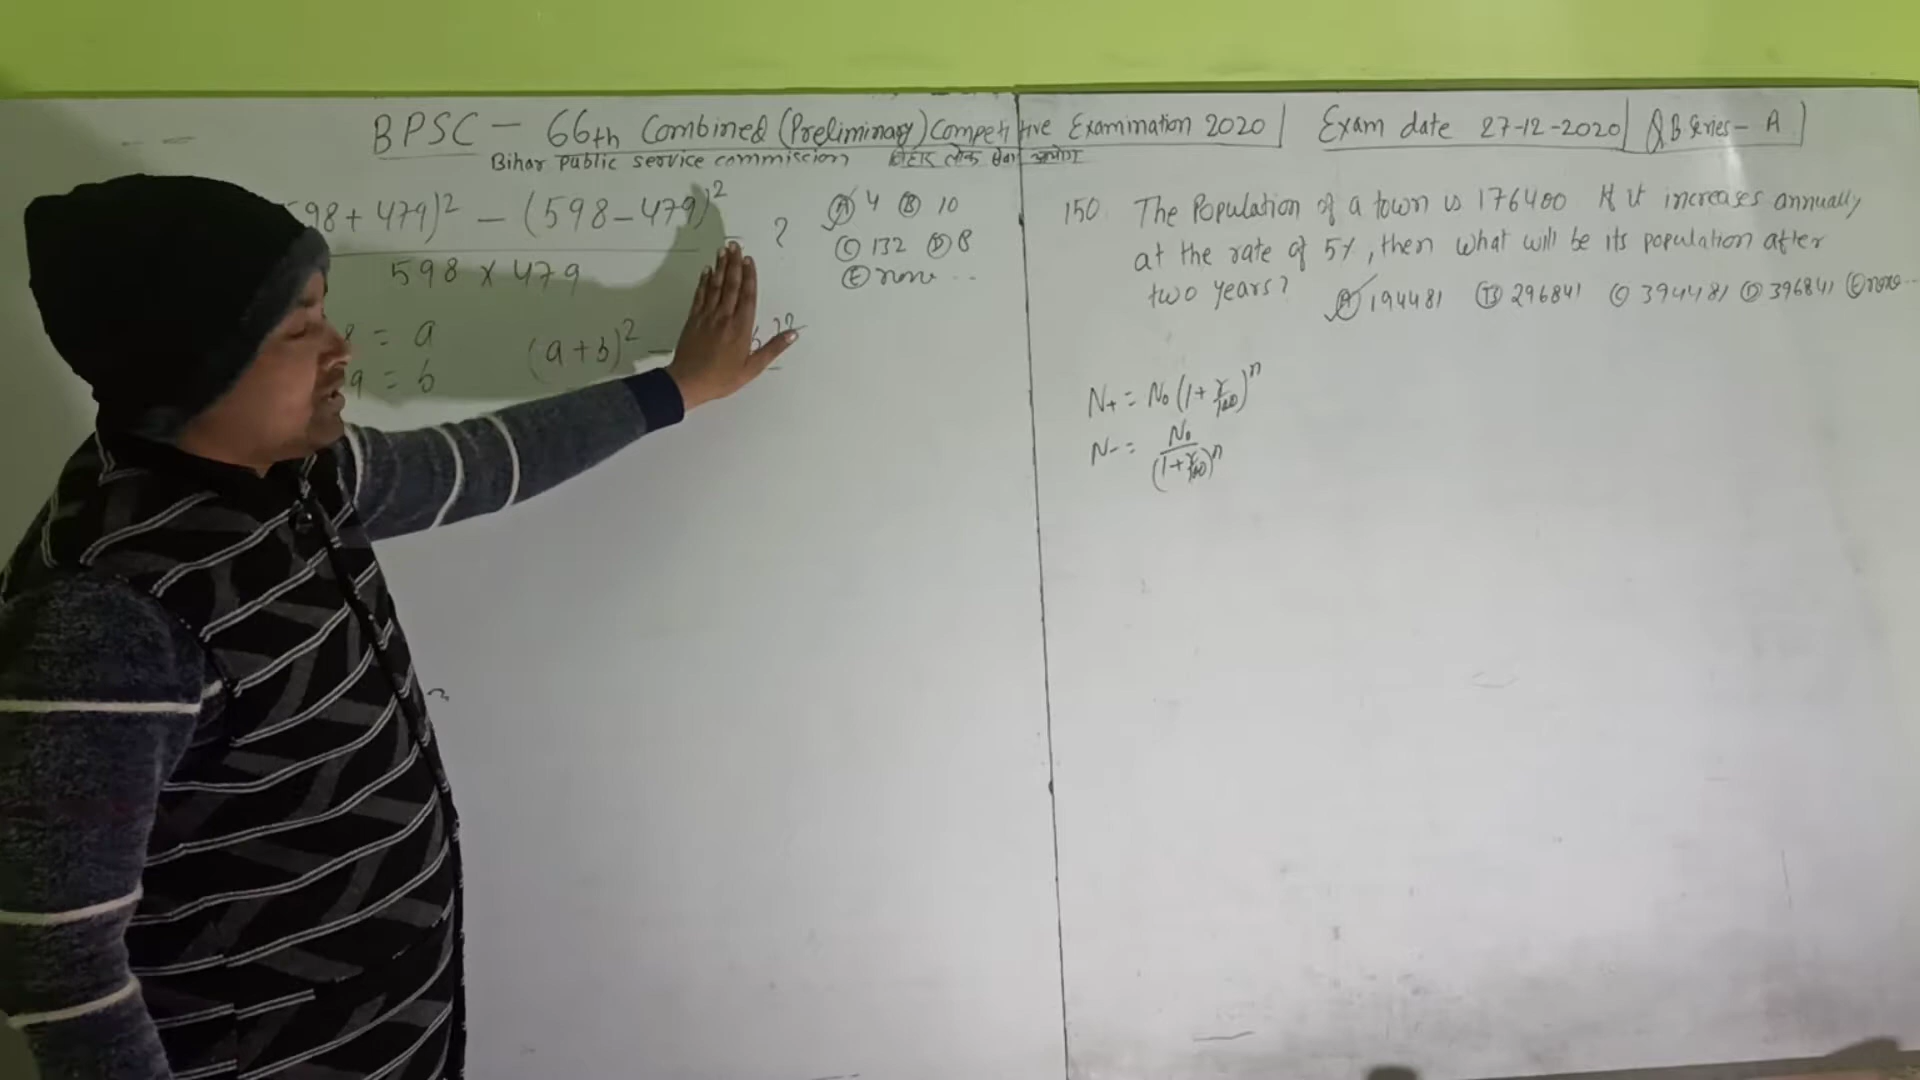 BPSC - 66th Combined (Preliminary) Competitive Examination 2020 | Exam date 27-12-2020 | QB Series - A |
Bihar Public service commission बिहार लोक सेवा आयोग
98 + 479)² - (598 - 479)²
598 × 479
?
(A) 4 (B) 10
(C) 132 (D) 8
(E) none ...
= a
9 = b
(a + b)² -
150. The Population of a town is 176400 If it increases annually
at the rate of 5%, then what will be its population after
two years?
(A) 194481 (B) 296841 (C) 394481 (D) 396841 (E) none ...
N+ = N₀ (1 + r/100)ⁿ
N- = N₀/(1 + r/100)ⁿ